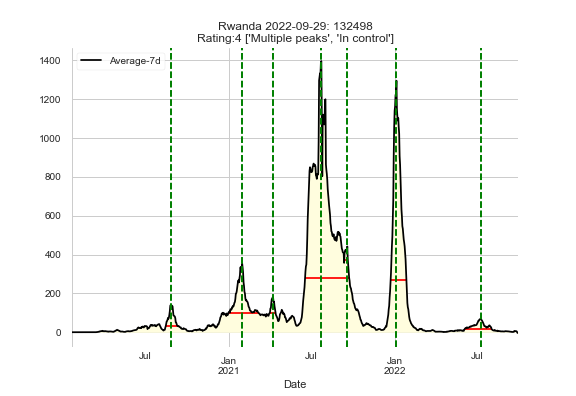 Rwanda 2022-09-29: 132498
Rating:4 ['Multiple peaks', 'In control']
Average-7d
1400
1200
1000
800
600
400
200
0
Jul
Jan
2021
Jul
Jan
2022
Jul
Date